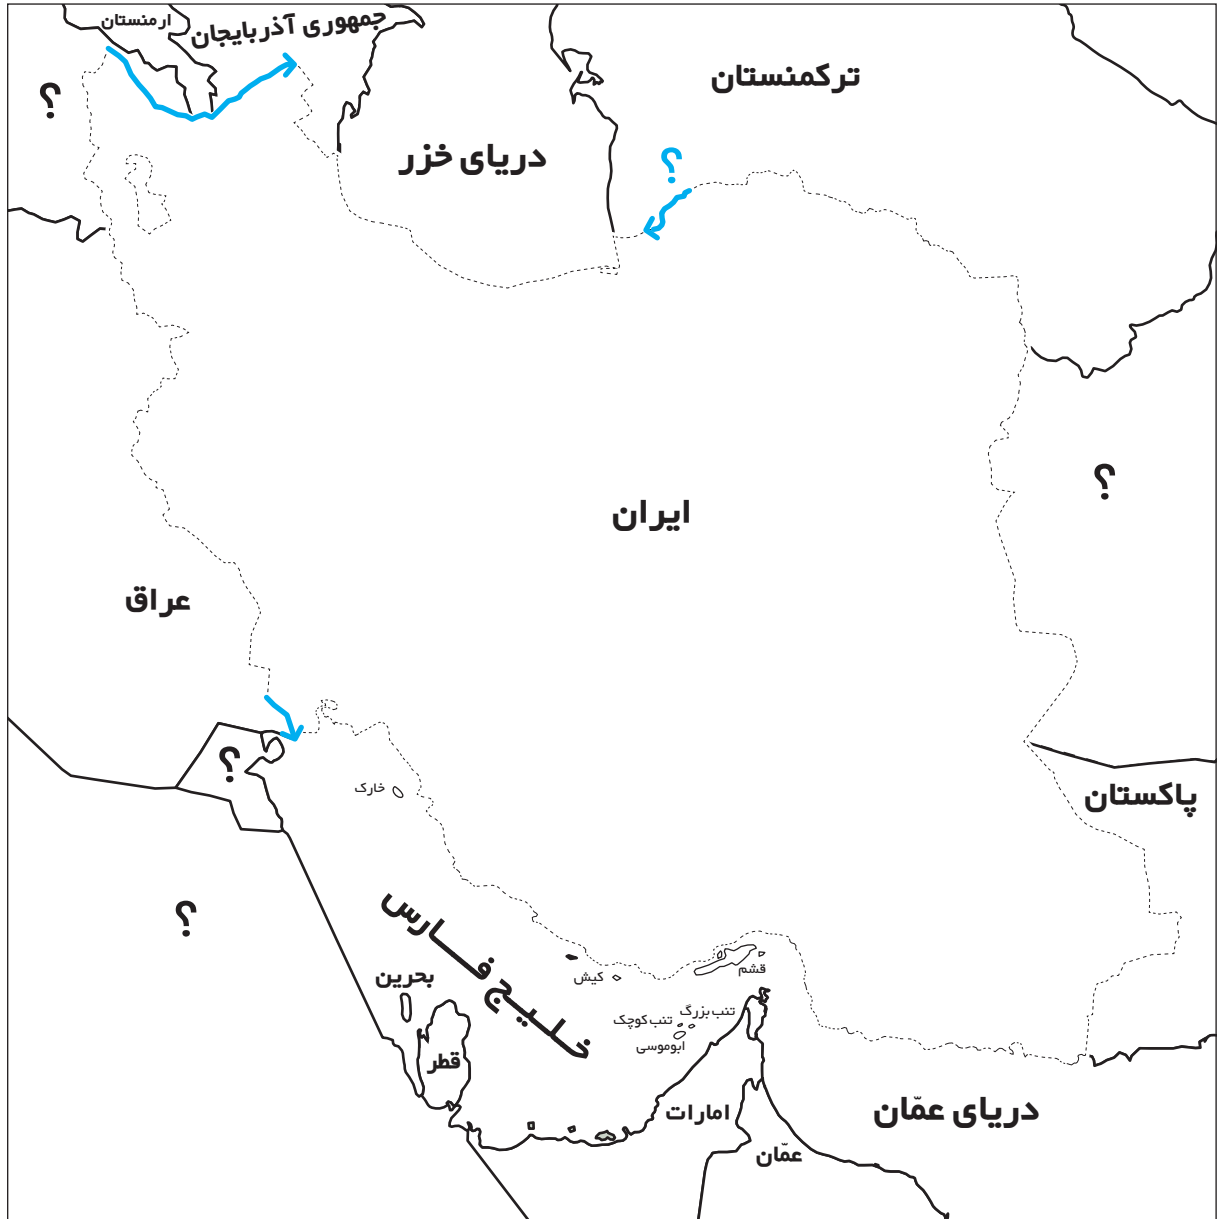 ارمنستان
جمهوری آذربایجان
ترکمنستان
؟
دریای خزر
؟
؟
ایران
عراق
؟
خارک
پاکستان
؟
خلیج فارس
بحرین
کیش
قشم
تنب بزرگ
تنب کوچک
ابوموسی
قطر
امارات
دریای عمّان
عمّان